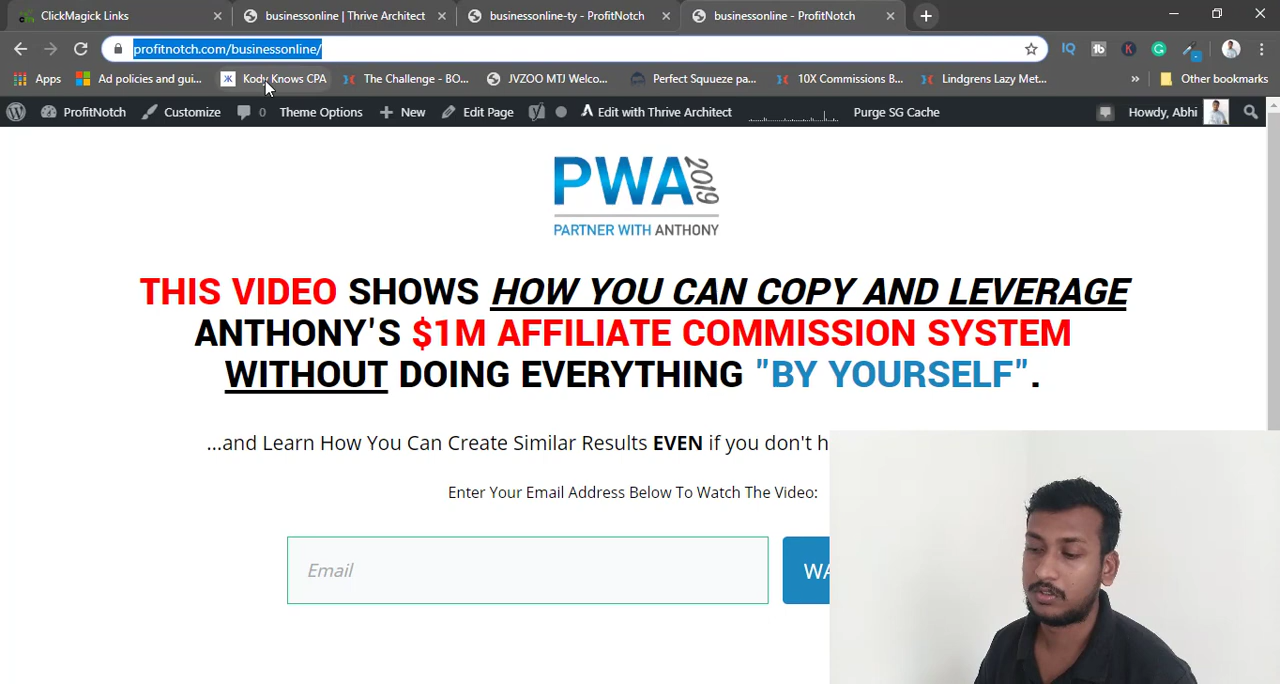 ClickMagick Links
businessonline | Thrive Architect
businessonline-ty - ProfitNotch
businessonline - ProfitNotch
profitnotch.com/businessonline/
Apps
Ad policies and gui...
Kody Knows CPA
The Challenge - BO...
JVZOO MTJ Welco...
Perfect Squeeze pa...
10X Commissions B...
Lindgrens Lazy Met...
Other bookmarks
ProfitNotch
Customize
0
Theme Options
New
Edit Page
Edit with Thrive Architect
Purge SG Cache
Howdy, Abhi
PWA 2019
PARTNER WITH ANTHONY
THIS VIDEO SHOWS HOW YOU CAN COPY AND LEVERAGE
ANTHONY'S $1M AFFILIATE COMMISSION SYSTEM
WITHOUT DOING EVERYTHING "BY YOURSELF".
...and Learn How You Can Create Similar Results EVEN if you don't h
Enter Your Email Address Below To Watch The Video:
Email
WA